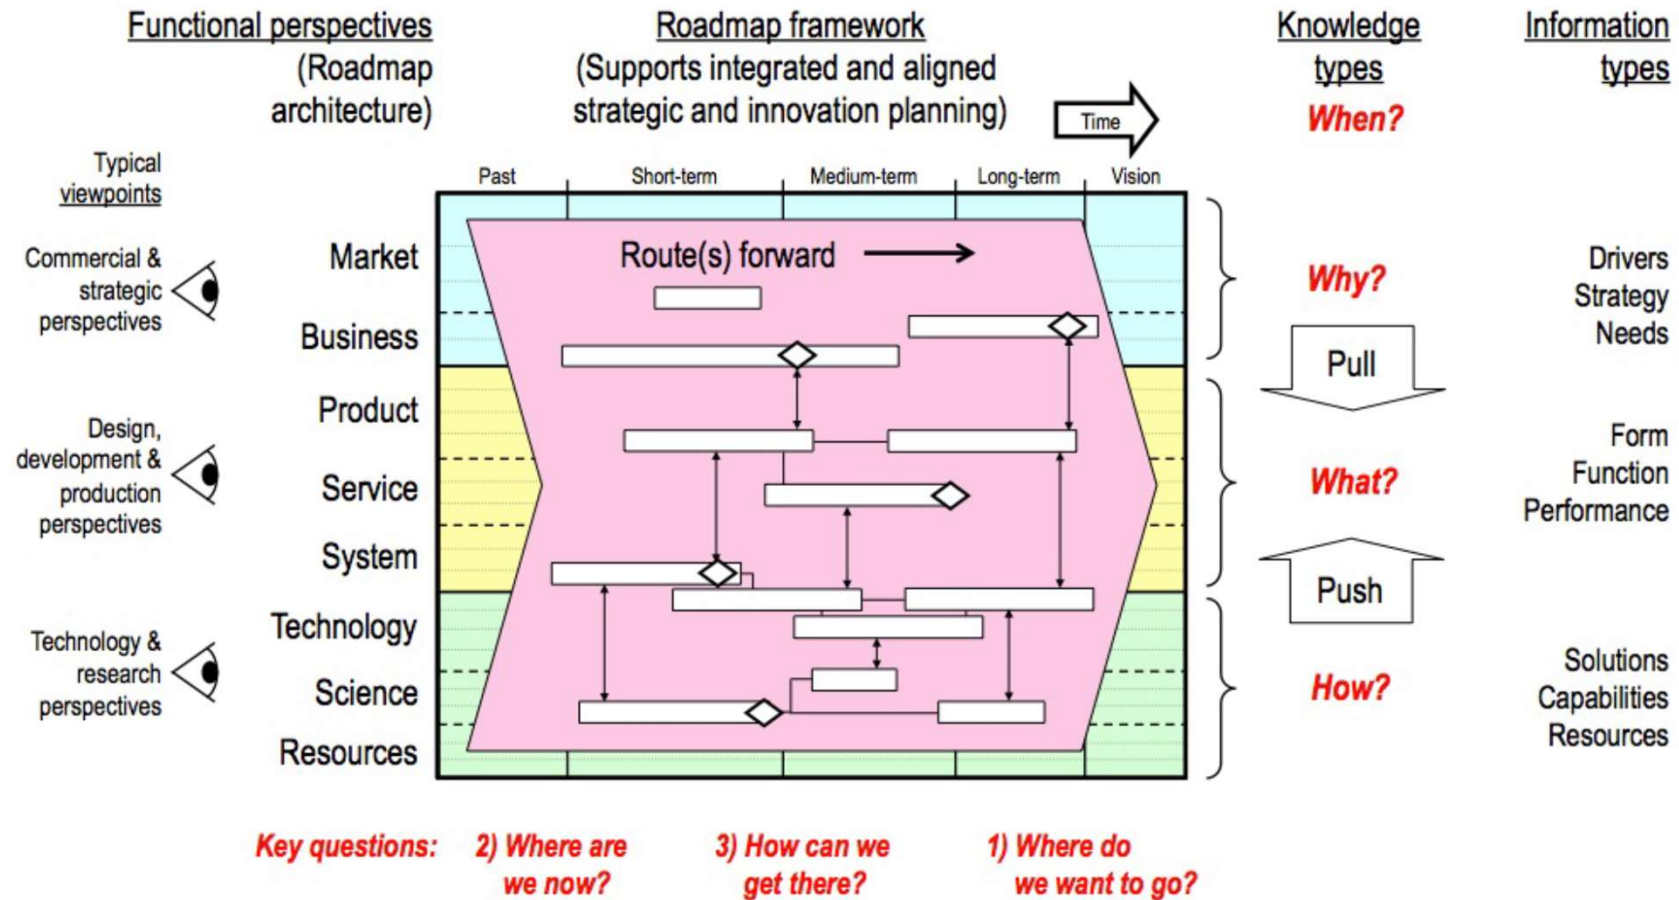 Functional perspectives
(Roadmap
architecture)
Roadmap framework
(Supports integrated and aligned
strategic and innovation planning)
Time
Knowledge
types
When?
Information
types
Typical
viewpoints
Past
Short-term
Medium-term
Long-term
Vision
Commercial &
strategic
perspectives
Market
Business
Route(s) forward
Why?
Drivers
Strategy
Needs
Pull
Design,
development &
production
perspectives
Product
Service
System
What?
Form
Function
Performance
Push
Technology &
research
perspectives
Technology
Science
Resources
How?
Solutions
Capabilities
Resources
Key questions:
2) Where are
we now?
3) How can we
get there?
1) Where do
we want to go?